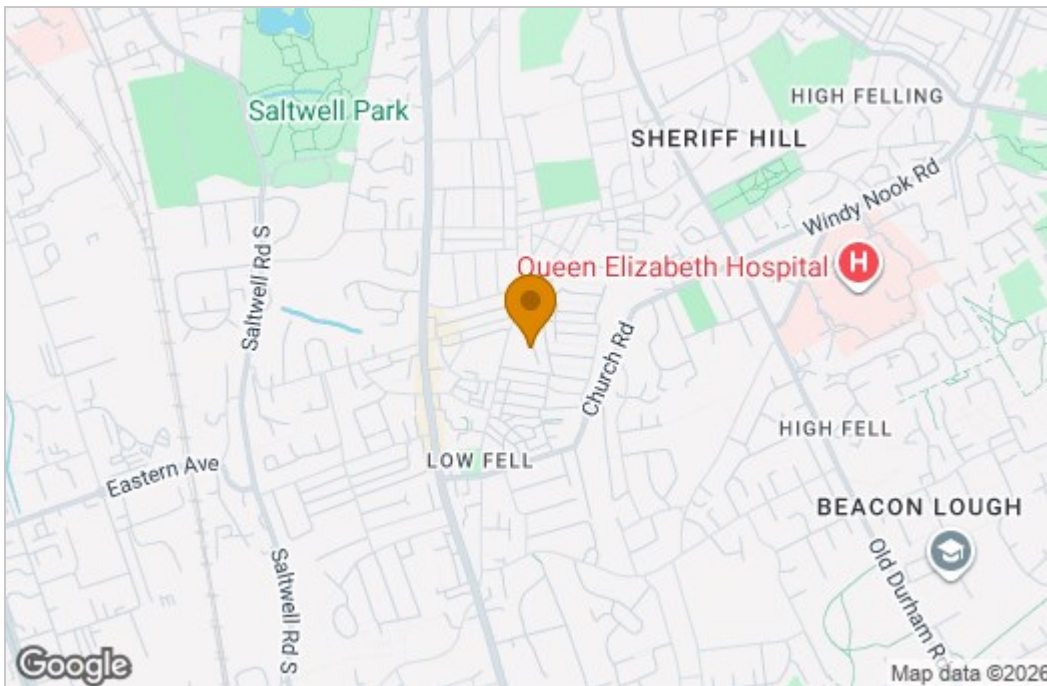 HIGH FELLING
Saltwell Park
SHERIFF HILL
Windy Nook Rd
Saltwell Rd S
Queen Elizabeth Hospital
H
Church Rd
HIGH FELL
LOW FELL
Eastern Ave
BEACON LOUGH
Saltwell Rd S
Old Durham Rd
Google
Map data ©2026